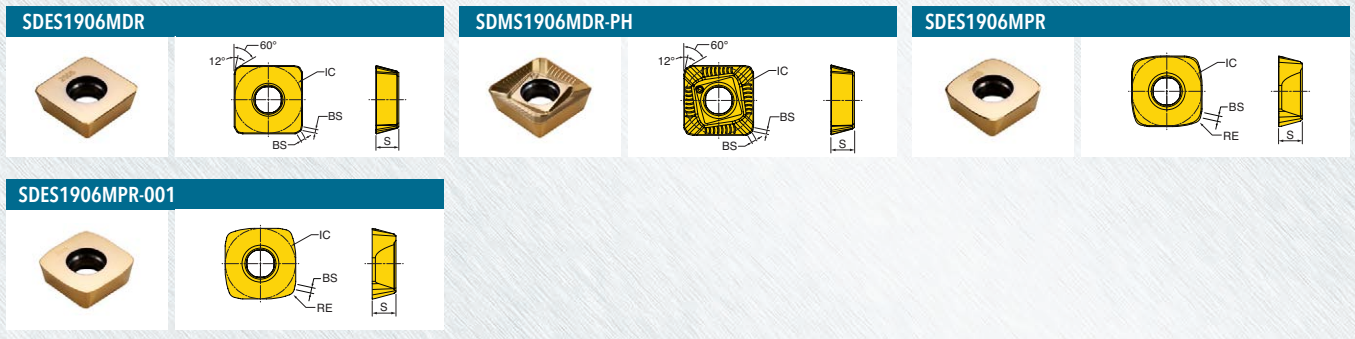 SDES1906MDR
60°
12°
IC
BS
BS
S
SDMS1906MDR-PH
60°
12°
IC
BS
BS
S
SDES1906MPR
IC
BS
RE
S
SDES1906MPR-001
IC
BS
RE
S